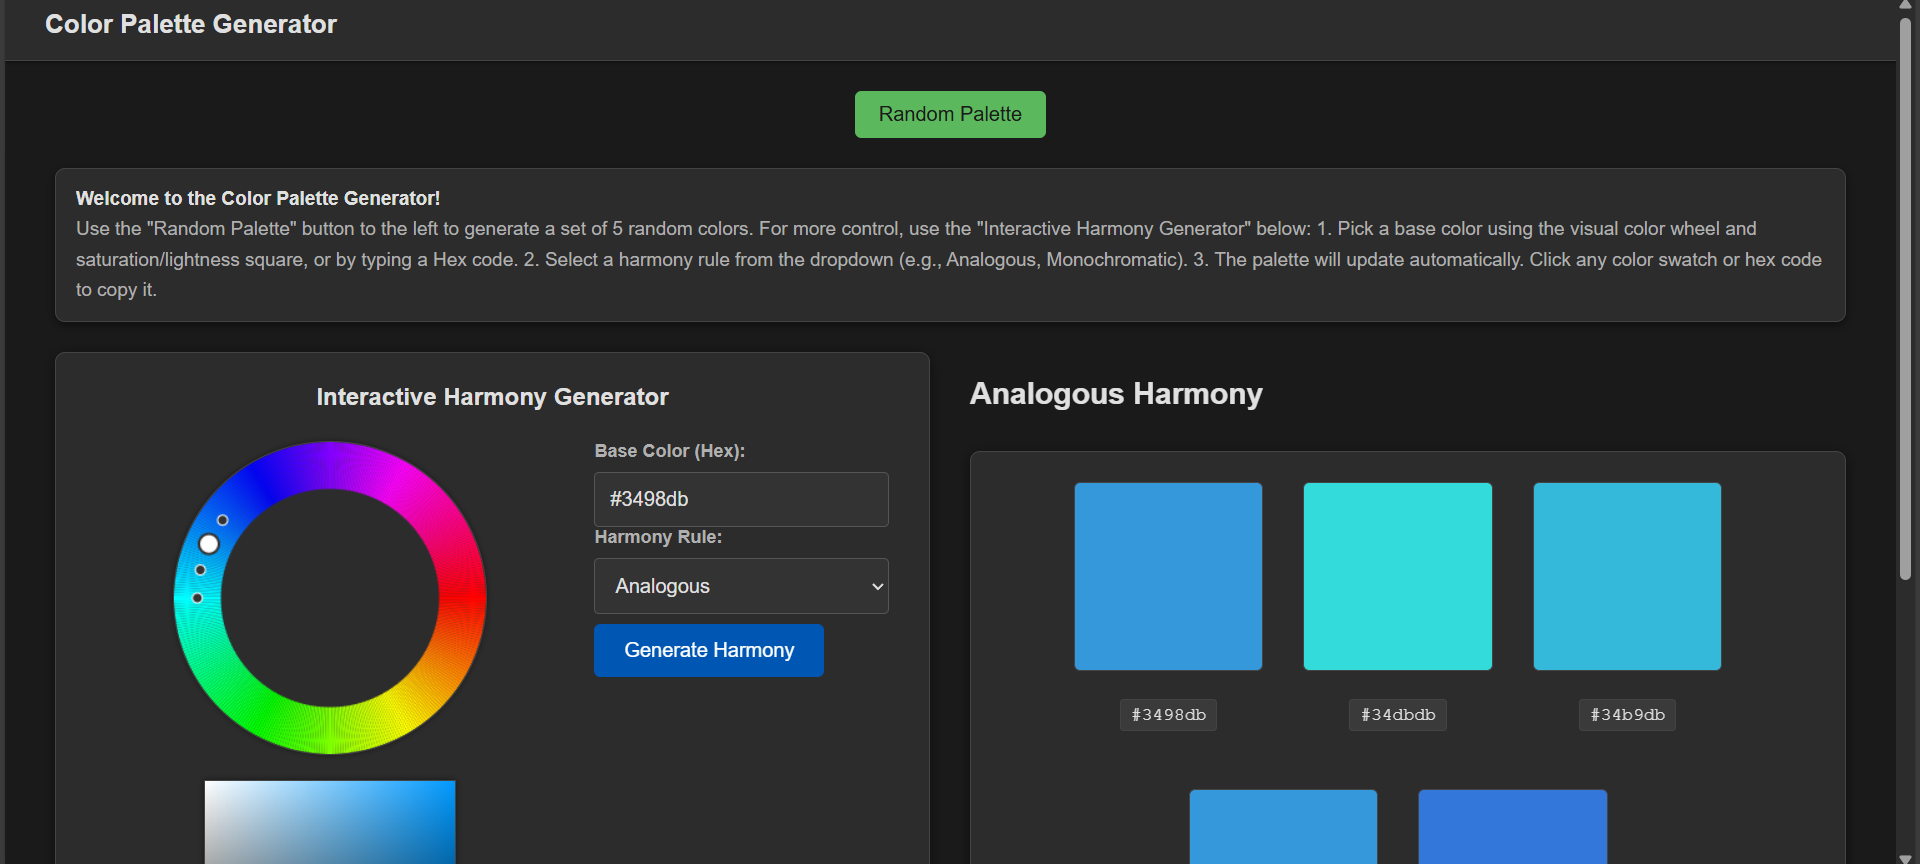 Color Palette Generator
Random Palette
Welcome to the Color Palette Generator!
Use the "Random Palette" button to the left to generate a set of 5 random colors. For more control, use the "Interactive Harmony Generator" below: 1. Pick a base color using the visual color wheel and
saturation/lightness square, or by typing a Hex code. 2. Select a harmony rule from the dropdown (e.g., Analogous, Monochromatic). 3. The palette will update automatically. Click any color swatch or hex code
to copy it.
Interactive Harmony Generator
Base Color (Hex):
#3498db
Harmony Rule:
Analogous
Generate Harmony
Analogous Harmony
#3498db
#34dbdb
#34b9db